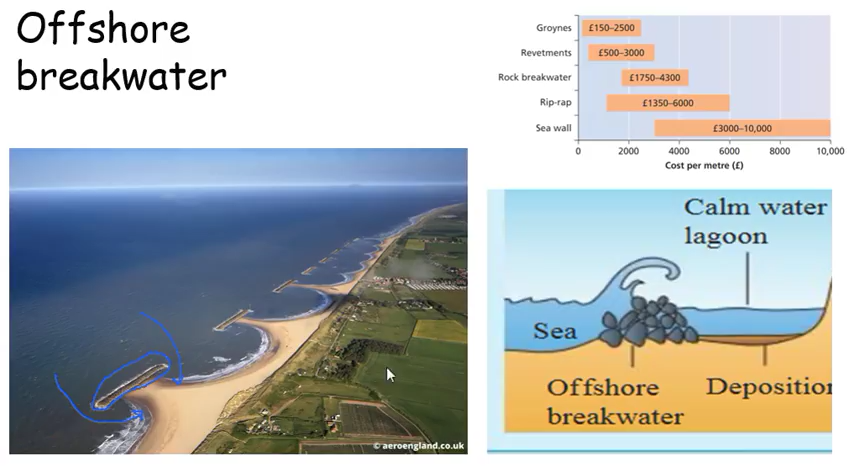 Offshore
breakwater
Groynes £150–2500
Revetments £500–3000
Rock breakwater £1750–4300
Rip-rap £1350–6000
Sea wall £3000–10,000
0 2000 4000 6000 8000 10,000
Cost per metre (£)
© aeroengland.co.uk
Calm water
lagoon
Sea
Offshore
breakwater
Depositior